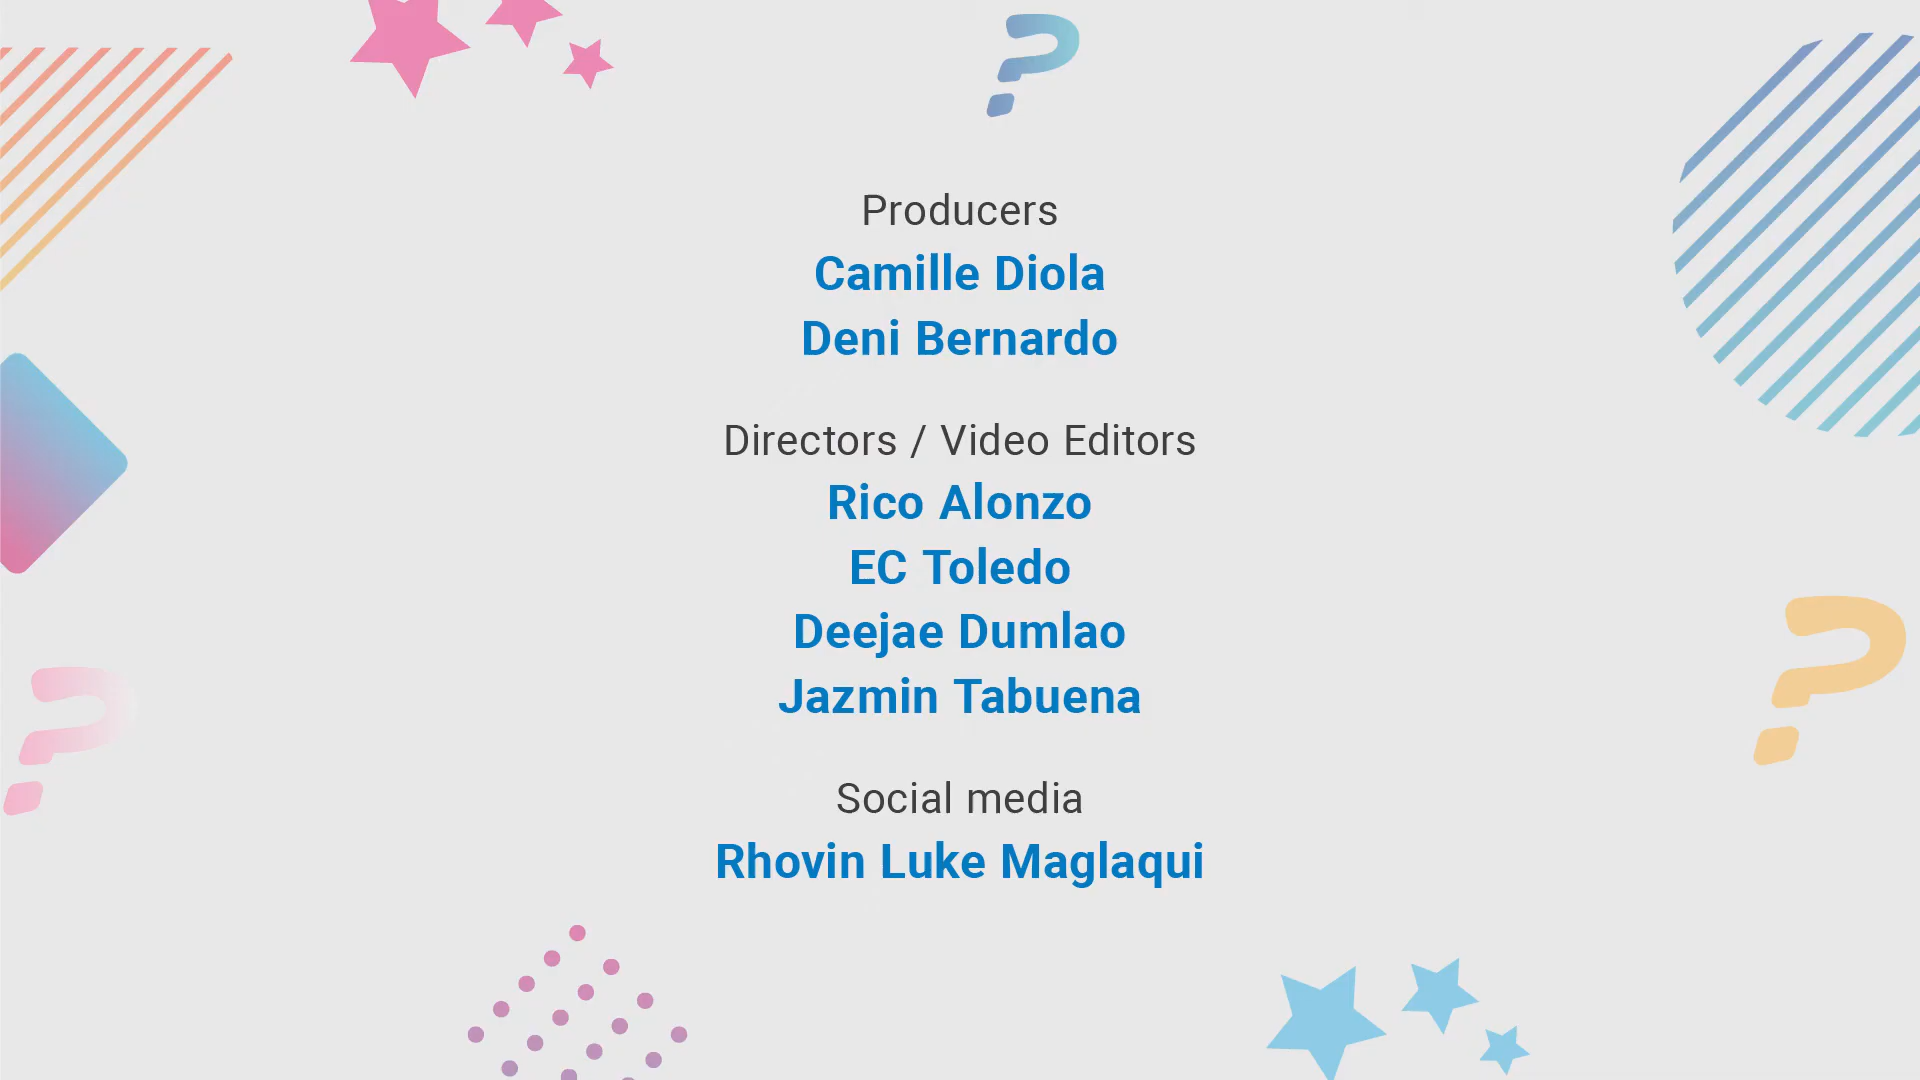 Producers
Camille Diola
Deni Bernardo
Directors / Video Editors
Rico Alonzo
EC Toledo
Deejae Dumlao
Jazmin Tabuena
Social media
Rhovin Luke Maglaqui